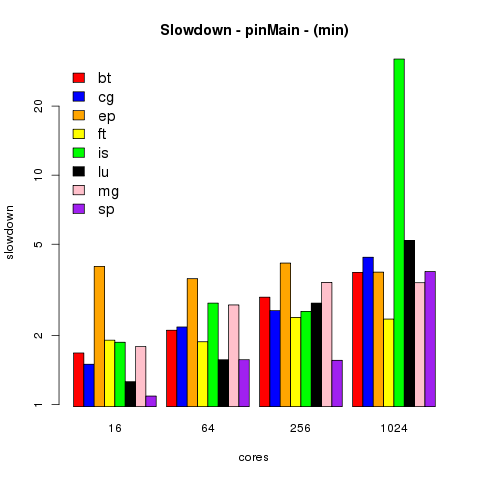 Slowdown - pinMain - (min)
bt
cg
ep
ft
is
lu
mg
sp
20
10
5
2
1
slowdown
16 64 256 1024
cores